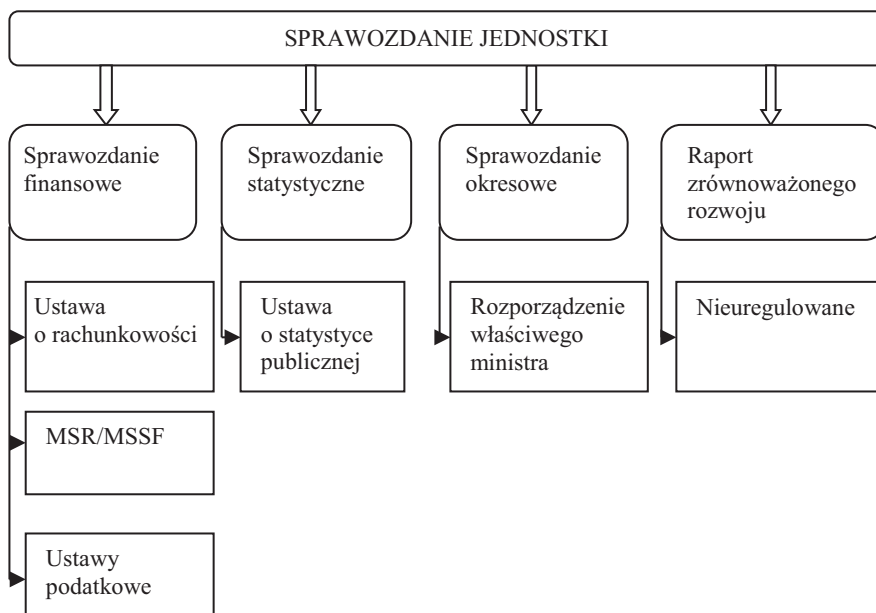 SPRAWOZDANIE JEDNOSTKI
Sprawozdanie
finansowe
Sprawozdanie
statystyczne
Sprawozdanie
okresowe
Raport
zrównoważonego
rozwoju
Ustawa
o rachunkowości
Ustawa
o statystyce
publicznej
Rozporządzenie
właściwego
ministra
Nieuregulowane
MSR/MSSF
Ustawy
podatkowe